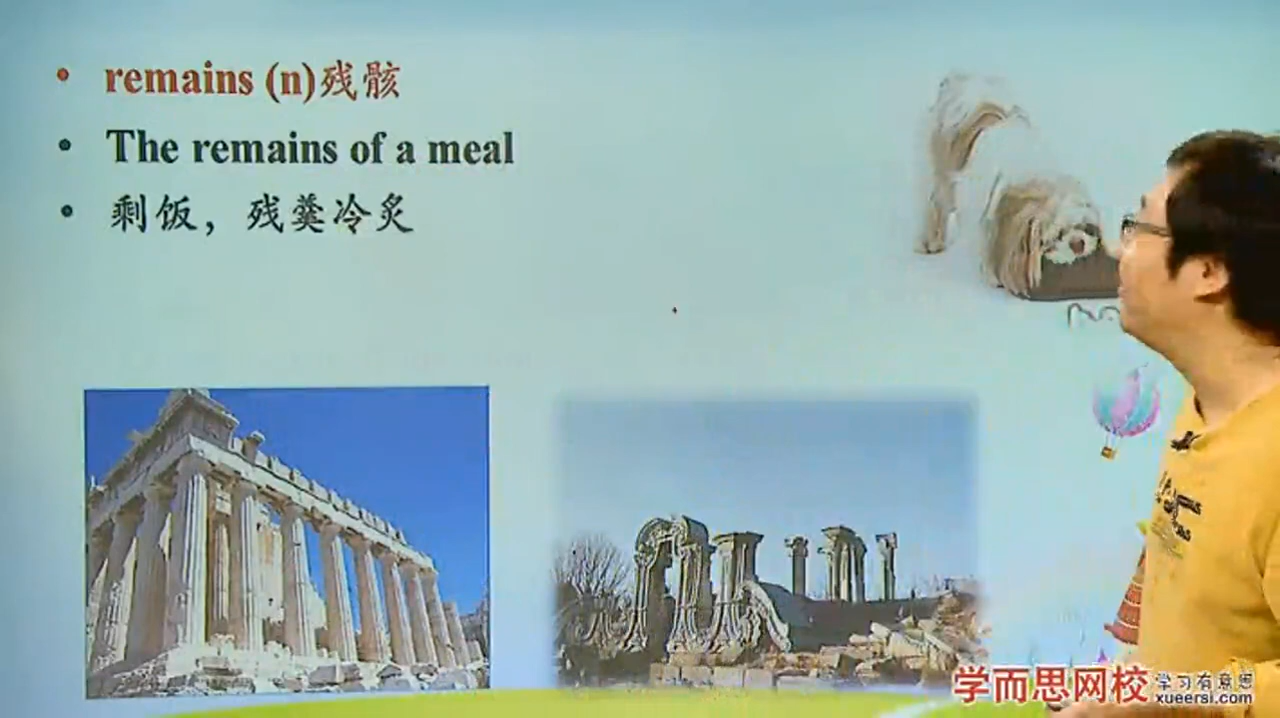 remains (n)残骸
The remains of a meal
剩饭，残羹冷炙
学而思网校
学习有意思
xueersi.com